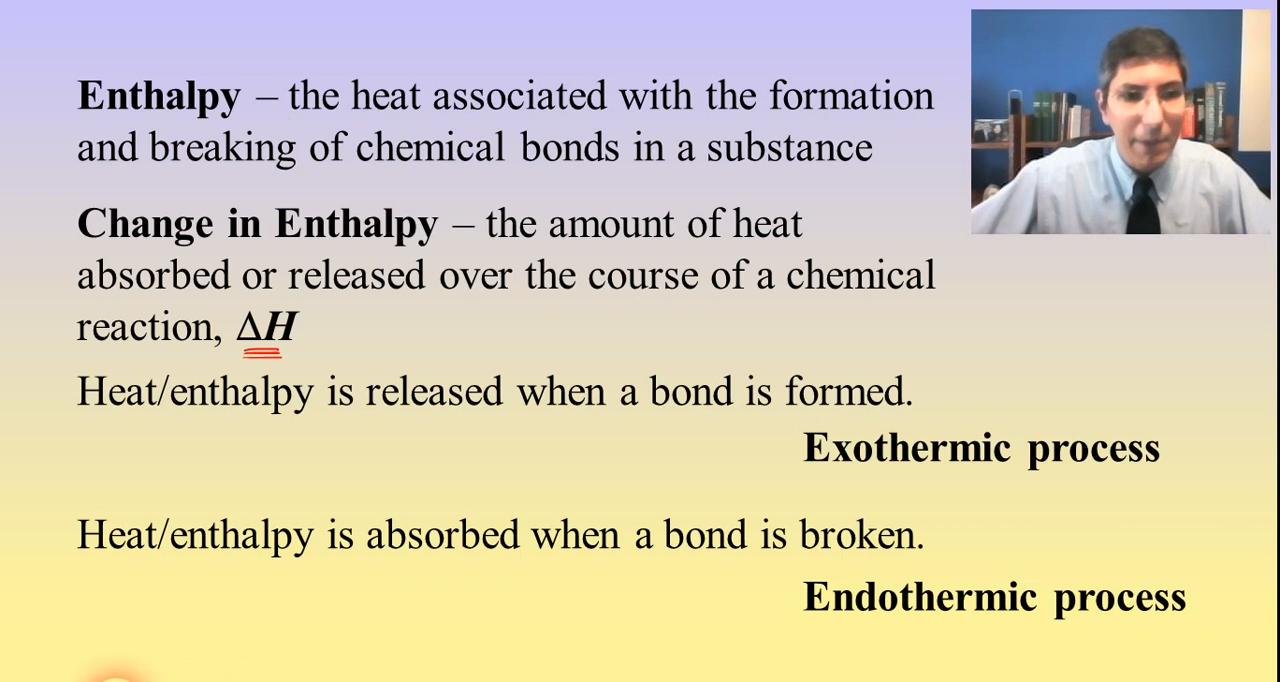 Enthalpy – the heat associated with the formation
and breaking of chemical bonds in a substance
Change in Enthalpy – the amount of heat
absorbed or released over the course of a chemical
reaction, ΔH
Heat/enthalpy is released when a bond is formed.
Exothermic process
Heat/enthalpy is absorbed when a bond is broken.
Endothermic process